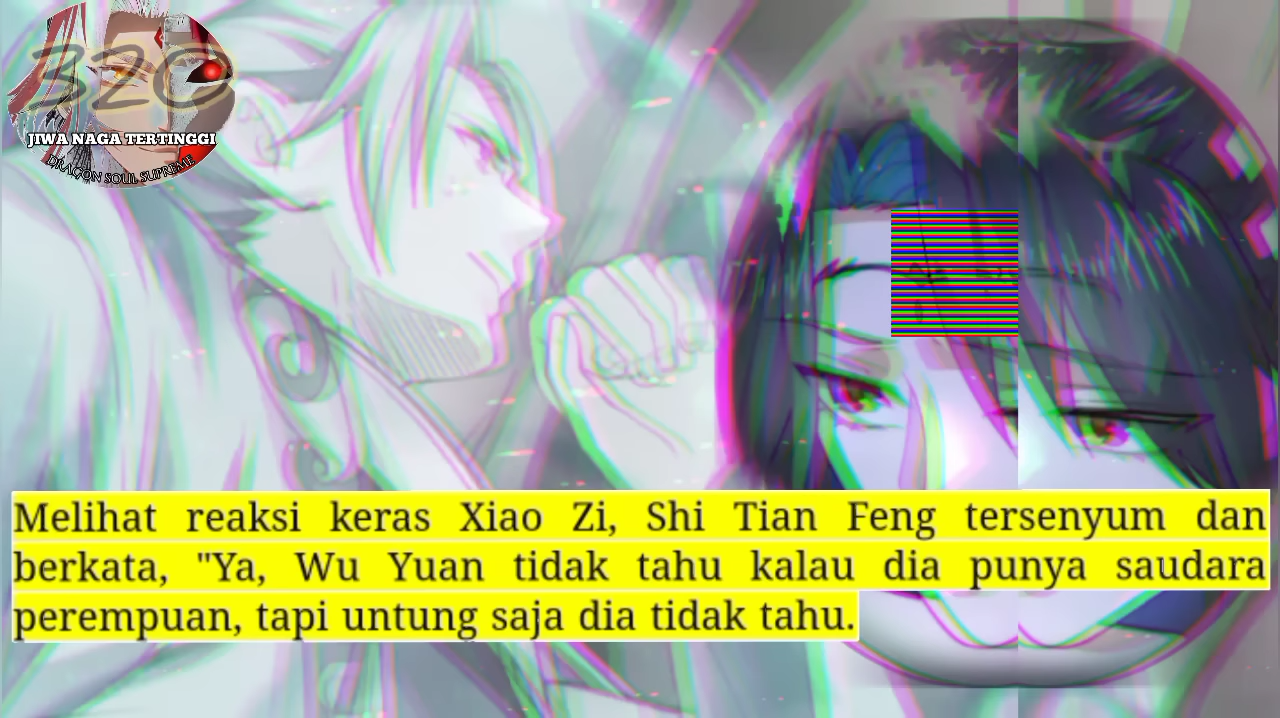 320
JIWA NAGA TERTINGGI
DRAGON SOUL SUPREME
Melihat reaksi keras Xiao Zi, Shi Tian Feng tersenyum dan
berkata, "Ya, Wu Yuan tidak tahu kalau dia punya saudara
perempuan, tapi untung saja dia tidak tahu.